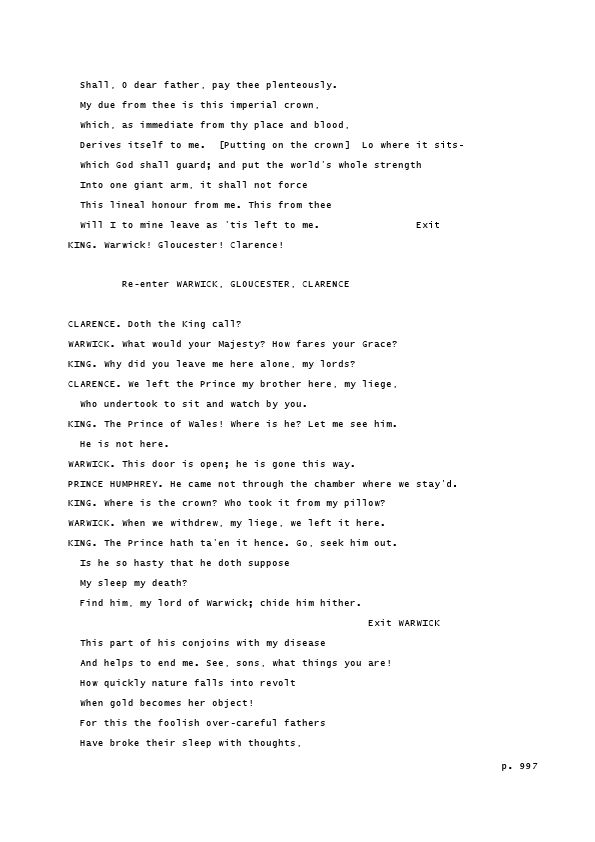 Shall, O dear father, pay thee plenteously.
My due from thee is this imperial crown,
Which, as immediate from thy place and blood,
Derives itself to me.  [Putting on the crown]  Lo where it sits-
Which God shall guard; and put the world's whole strength
Into one giant arm, it shall not force
This lineal honour from me. This from thee
Will I to mine leave as 'tis left to me.                Exit
KING. Warwick! Gloucester! Clarence!
Re-enter WARWICK, GLOUCESTER, CLARENCE
CLARENCE. Doth the King call?
WARWICK. What would your Majesty? How fares your Grace?
KING. Why did you leave me here alone, my lords?
CLARENCE. We left the Prince my brother here, my liege,
Who undertook to sit and watch by you.
KING. The Prince of Wales! Where is he? Let me see him.
He is not here.
WARWICK. This door is open; he is gone this way.
PRINCE HUMPHREY. He came not through the chamber where we stay'd.
KING. Where is the crown? Who took it from my pillow?
WARWICK. When we withdrew, my liege, we left it here.
KING. The Prince hath ta'en it hence. Go, seek him out.
Is he so hasty that he doth suppose
My sleep my death?
Find him, my lord of Warwick; chide him hither.
Exit WARWICK
This part of his conjoins with my disease
And helps to end me. See, sons, what things you are!
How quickly nature falls into revolt
When gold becomes her object!
For this the foolish over-careful fathers
Have broke their sleep with thoughts,
p. 997